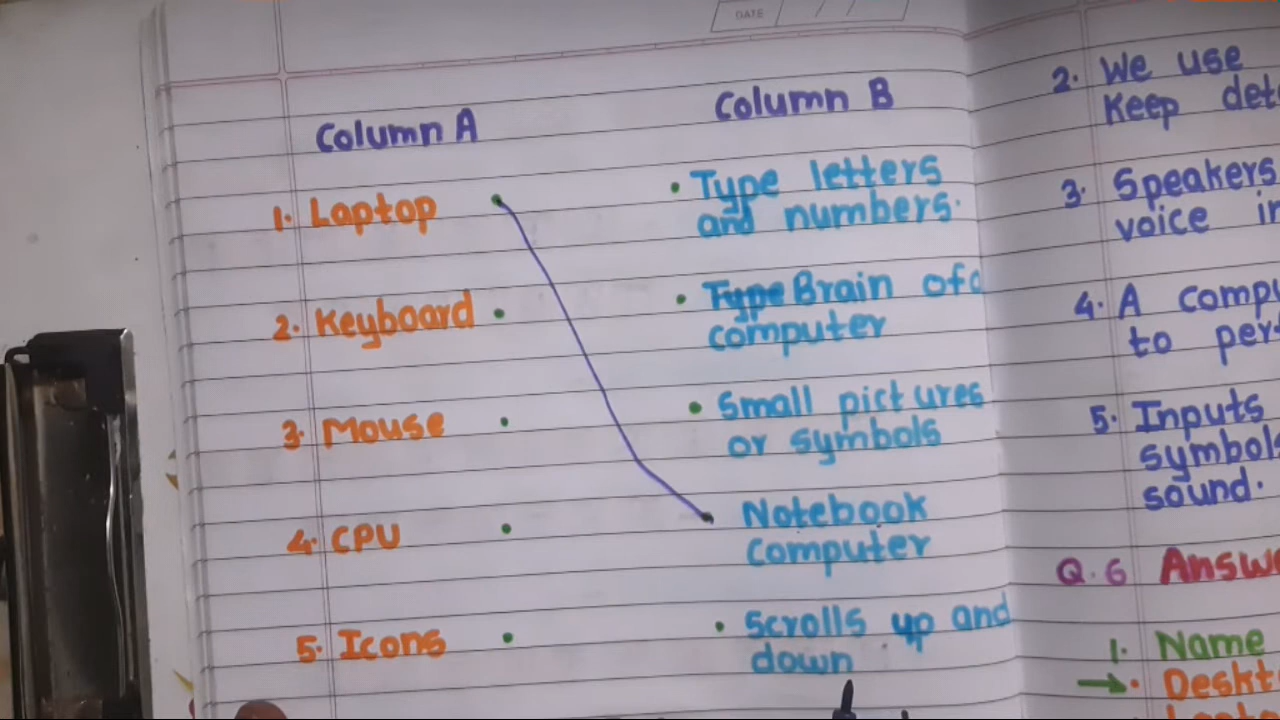 DATE
Column A
Column B
1. Laptop
• Type letters
and numbers.
2. Keyboard
• Brain of a
computer
3. Mouse
• Small pictures
or symbols
4. CPU
Notebook
Computer
5. Icons
• Scrolls up and
down
2. We use
Keep
3. Speakers
voice
4. A
to
5. Inputs
sound.
Q.6
1. Name